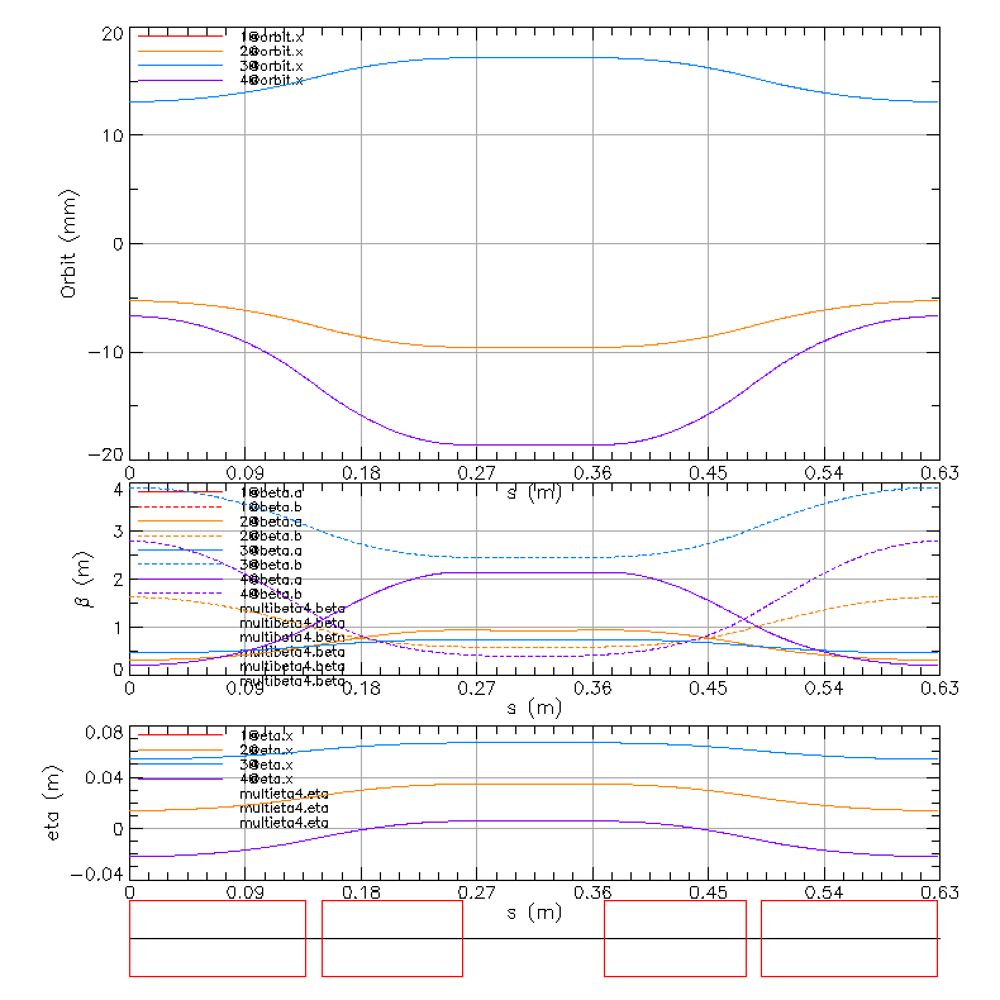 20
10
0
−10
−20
Orbit (mm)
1@orbit.x
2@orbit.x
3@orbit.x
4@orbit.x
0 0.09 0.18 0.27 0.36 0.45 0.54 0.63
s (m)
4
3
2
1
0
β (m)
1@beta.a
1@beta.b
2@beta.a
2@beta.b
3@beta.a
3@beta.b
4@beta.a
4@beta.b
multibeta4.beta
multibeta4.beta
multibeta4.beta
multibeta4.beta
multibeta4.beta
multibeta4.beta
0 0.09 0.18 0.27 0.36 0.45 0.54 0.63
s (m)
0.08
0.04
0
−0.04
eta (m)
1@eta.x
2@eta.x
3@eta.x
4@eta.x
multieta4.eta
multieta4.eta
multieta4.eta
0 0.09 0.18 0.27 0.36 0.45 0.54 0.63
s (m)